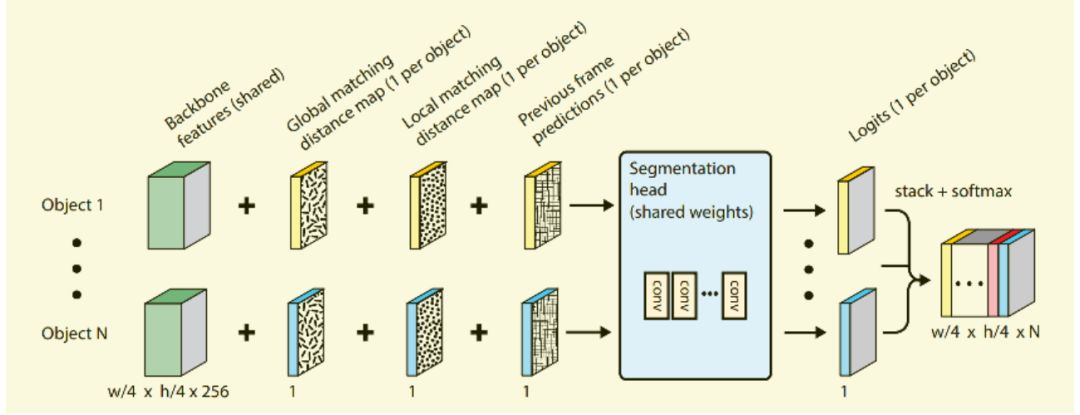 Backbone
features (shared)
Global matching
distance map (1 per object)
Local matching
distance map (1 per object)
Previous frame
predictions (1 per object)
Logits (1 per object)
Object 1
+
+
+
Segmentation
head
(shared weights)
stack + softmax
conv
conv
conv
Object N
+
+
+
w/4 x h/4 x 256
1
1
1
1
w/4 x h/4 x N